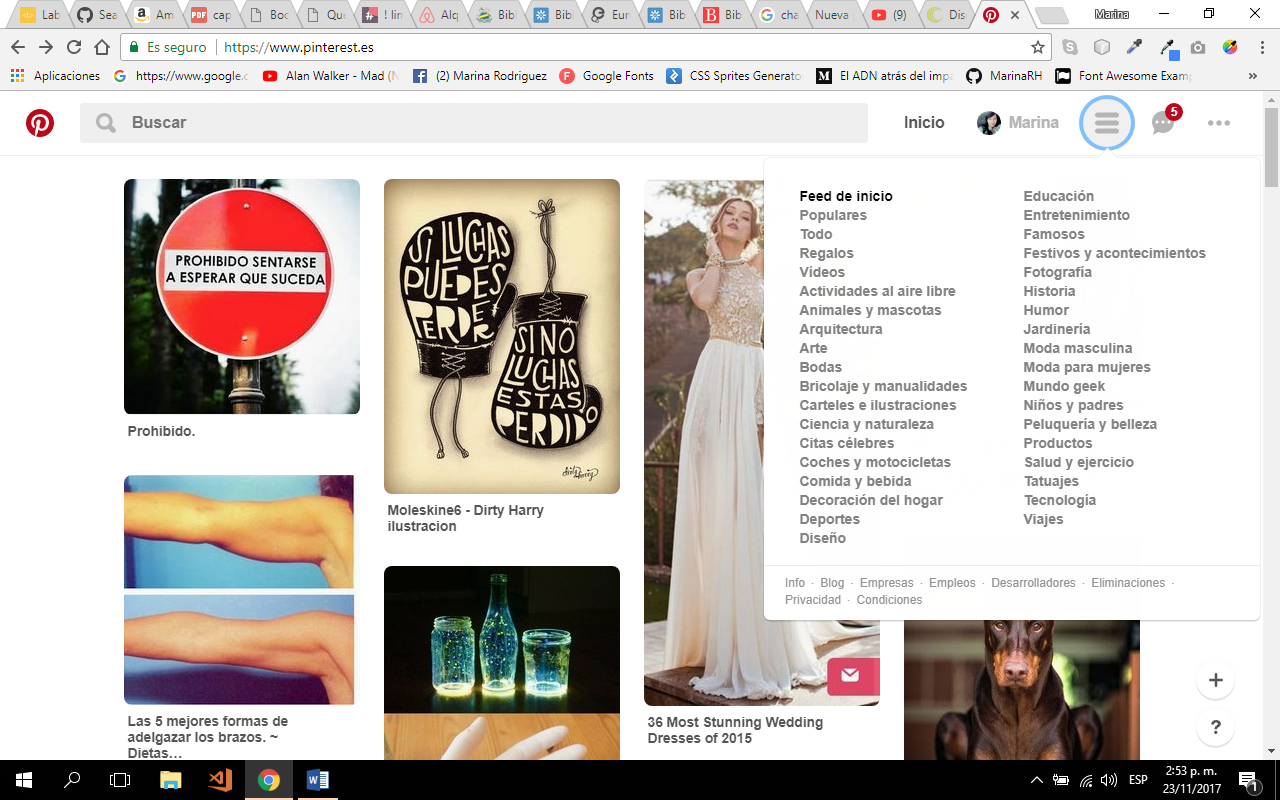 Lab
Sea
Am
cap
Boo
Que
! lin
Alq
Bibl
Bibl
Eur
Bib
Bib
cha
Nueva
(9)
Dis
Marina
Es seguro
https://www.pinterest.es
Aplicaciones
https://www.google.c
Alan Walker - Mad (N
(2) Marina Rodriguez
Google Fonts
CSS Sprites Generato
El ADN atrás del impa
MarinaRH
Font Awesome Exam
»
Buscar
Inicio
Marina
5
Feed de inicio
Populares
Todo
Regalos
Vídeos
Actividades al aire libre
Animales y mascotas
Arquitectura
Arte
Bodas
Bricolaje y manualidades
Carteles e ilustraciones
Ciencia y naturaleza
Citas célebres
Coches y motocicletas
Comida y bebida
Decoración del hogar
Deportes
Diseño
Educación
Entretenimiento
Famosos
Festivos y acontecimientos
Fotografía
Historia
Humor
Jardinería
Moda masculina
Moda para mujeres
Mundo geek
Niños y padres
Peluquería y belleza
Productos
Salud y ejercicio
Tatuajes
Tecnología
Viajes
Info · Blog · Empresas · Empleos · Desarrolladores · Eliminaciones ·
Privacidad · Condiciones
PROHIBIDO SENTARSE
A ESPERAR QUE SUCEDA
Prohibido.
SI LUCHAS
PUEDES
PERDER
SI NO
LUCHAS
ESTAS
PERDIDO
Dirty Harry
Moleskine6 - Dirty Harry
ilustracion
Las 5 mejores formas de
adelgazar los brazos. ~
Dietas…
36 Most Stunning Wedding
Dresses of 2015
+
?
ESP
2:53 p. m.
23/11/2017
1